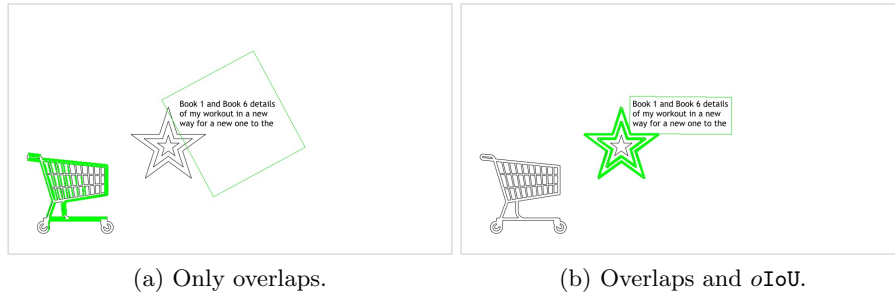 Book 1 and Book 6 details
of my workout in a new
way for a new one to the
Book 1 and Book 6 details
of my workout in a new
way for a new one to the
(a) Only overlaps.
(b) Overlaps and oIoU.